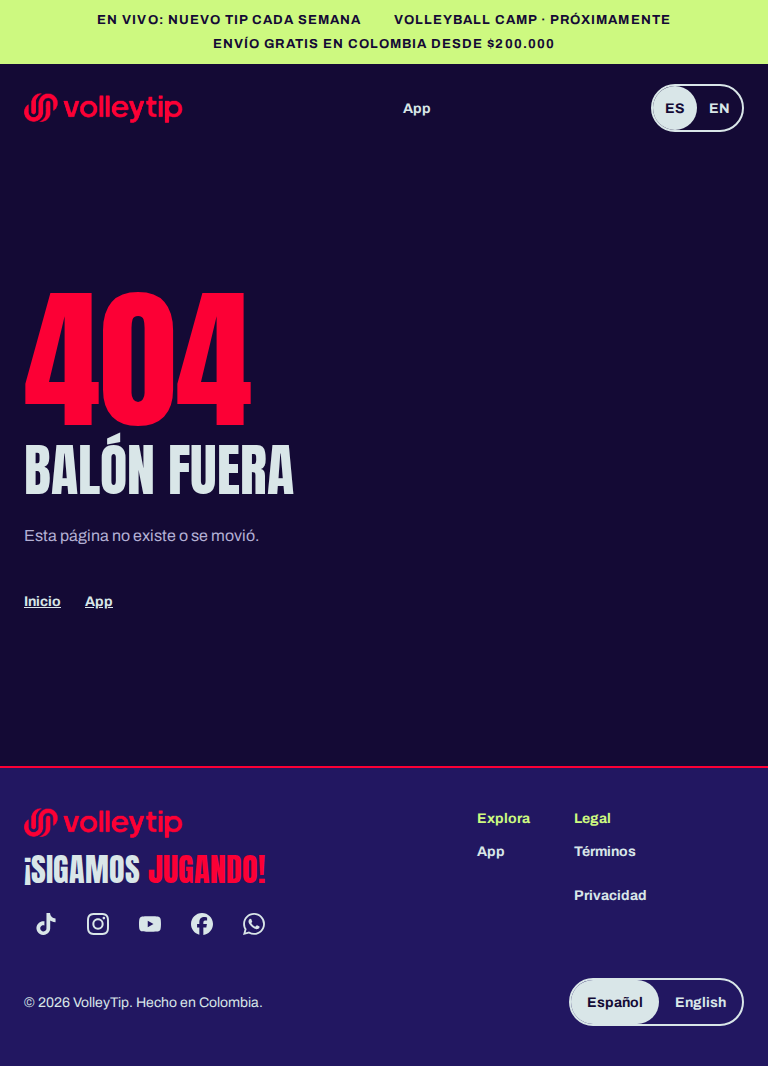 EN VIVO: NUEVO TIP CADA SEMANA VOLLEYBALL CAMP · PRÓXIMAMENTE
ENVÍO GRATIS EN COLOMBIA DESDE $200.000
volleytip App ES EN
404
BALÓN FUERA
Esta página no existe o se movió.
Inicio App
volleytip
¡SIGAMOS JUGANDO!
Explora
App
Legal
Términos
Privacidad
© 2026 VolleyTip. Hecho en Colombia.
Español English